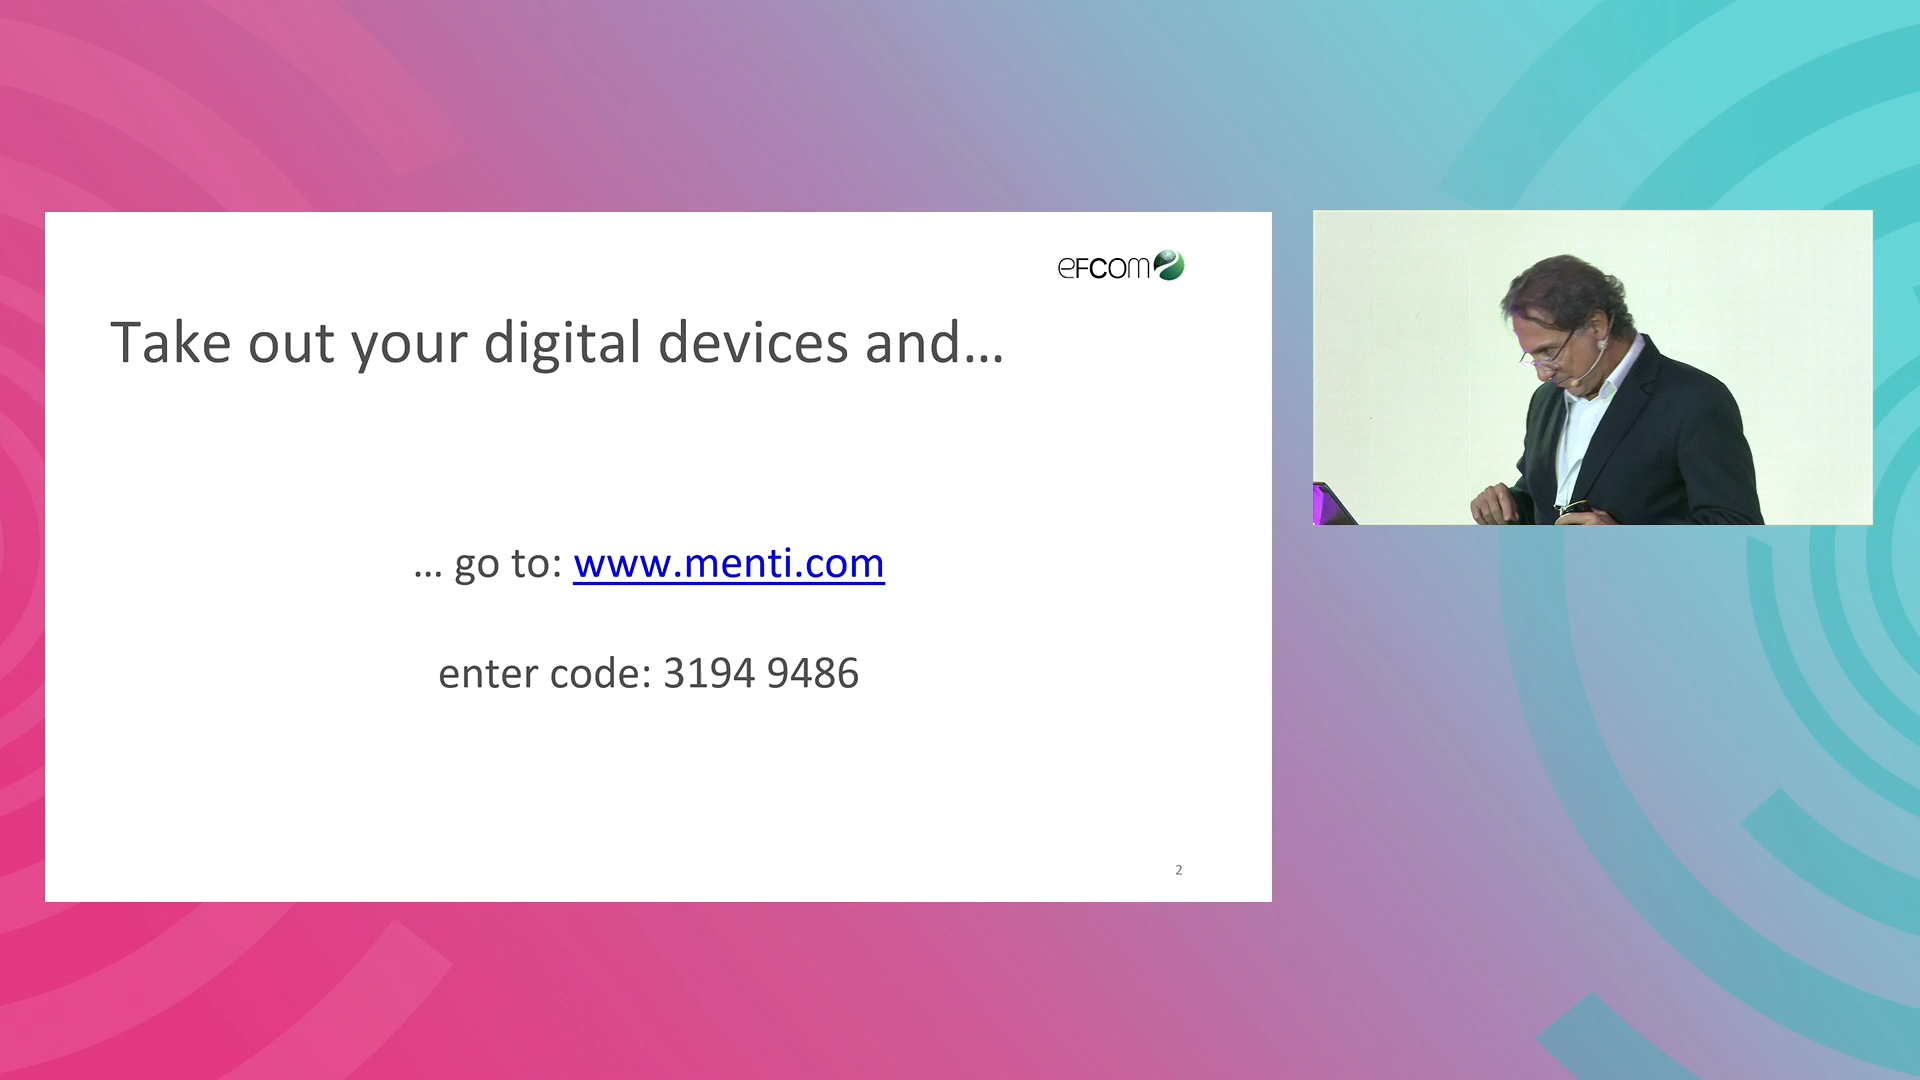 eFCOM
Take out your digital devices and…
… go to: www.menti.com
enter code: 3194 9486
2